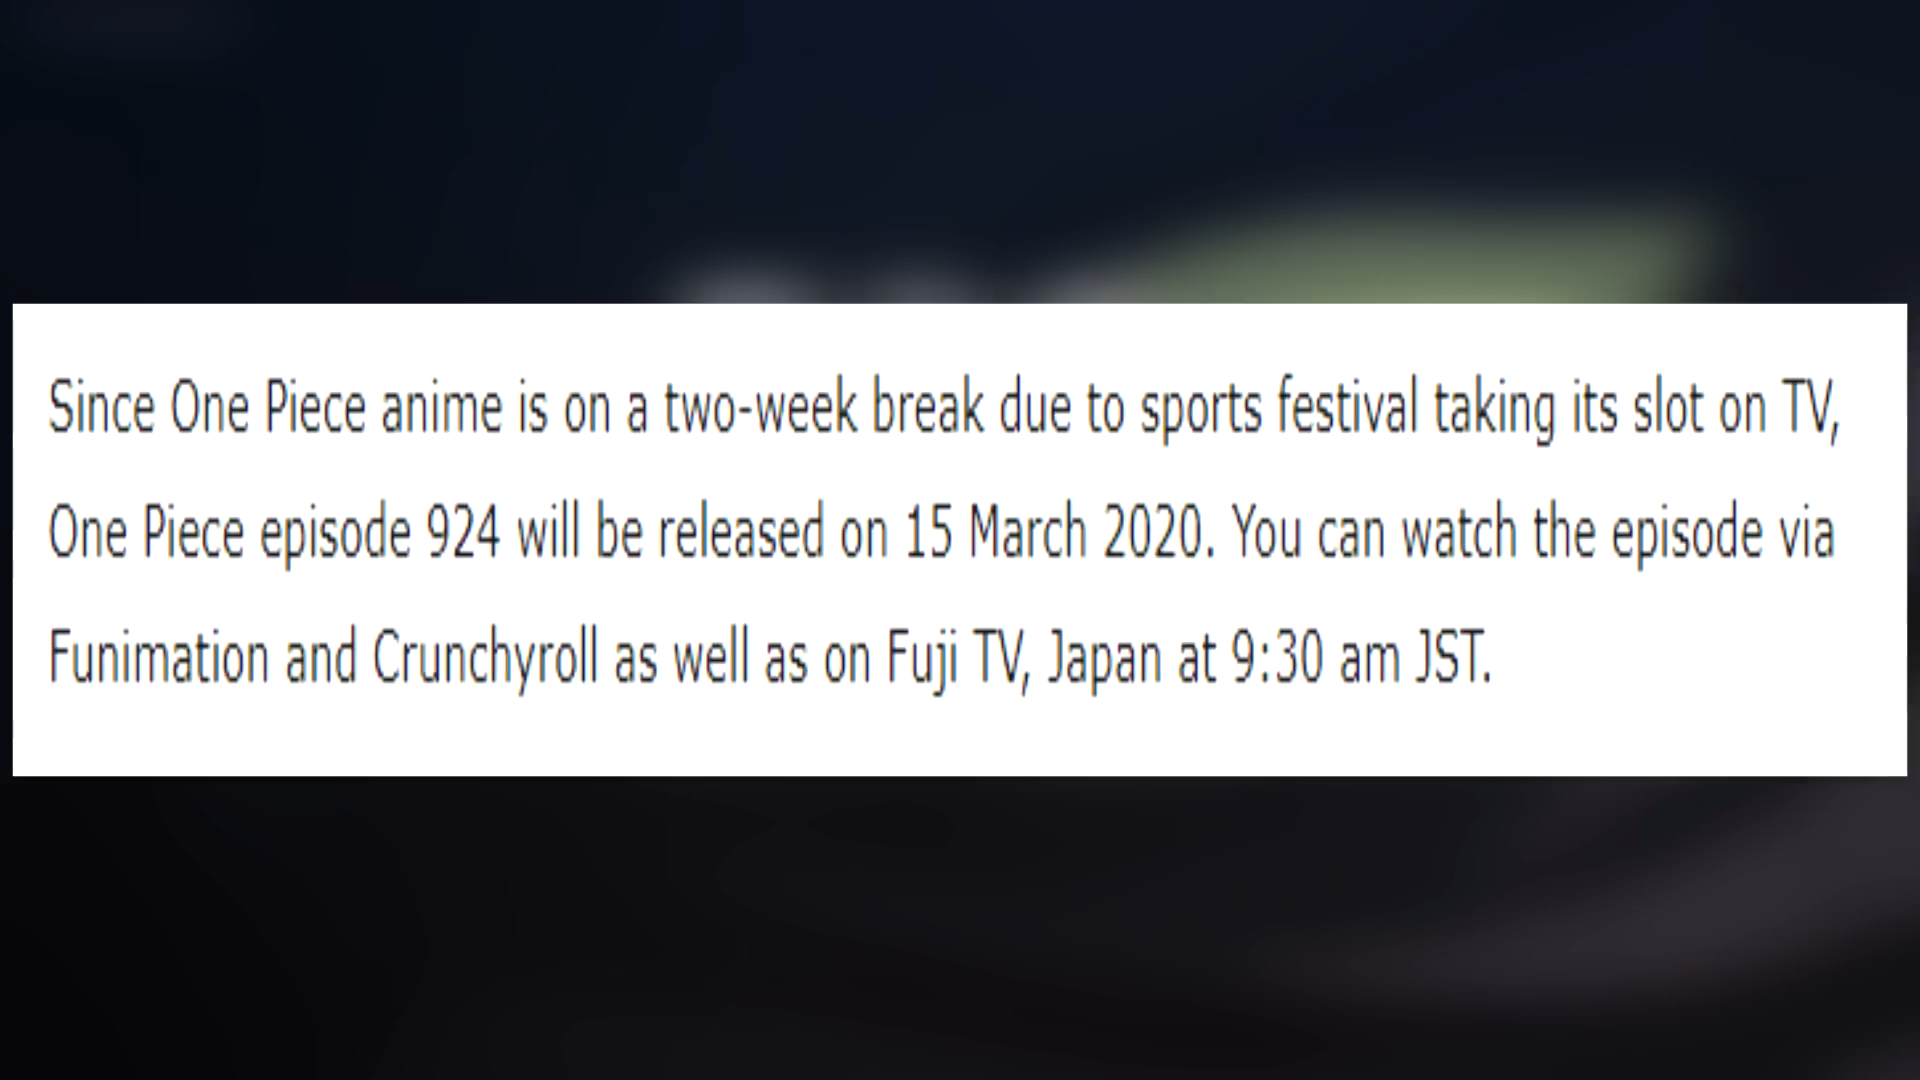 Since One Piece anime is on a two-week break due to sports festival taking its slot on TV,
One Piece episode 924 will be released on 15 March 2020. You can watch the episode via
Funimation and Crunchyroll as well as on Fuji TV, Japan at 9:30 am JST.